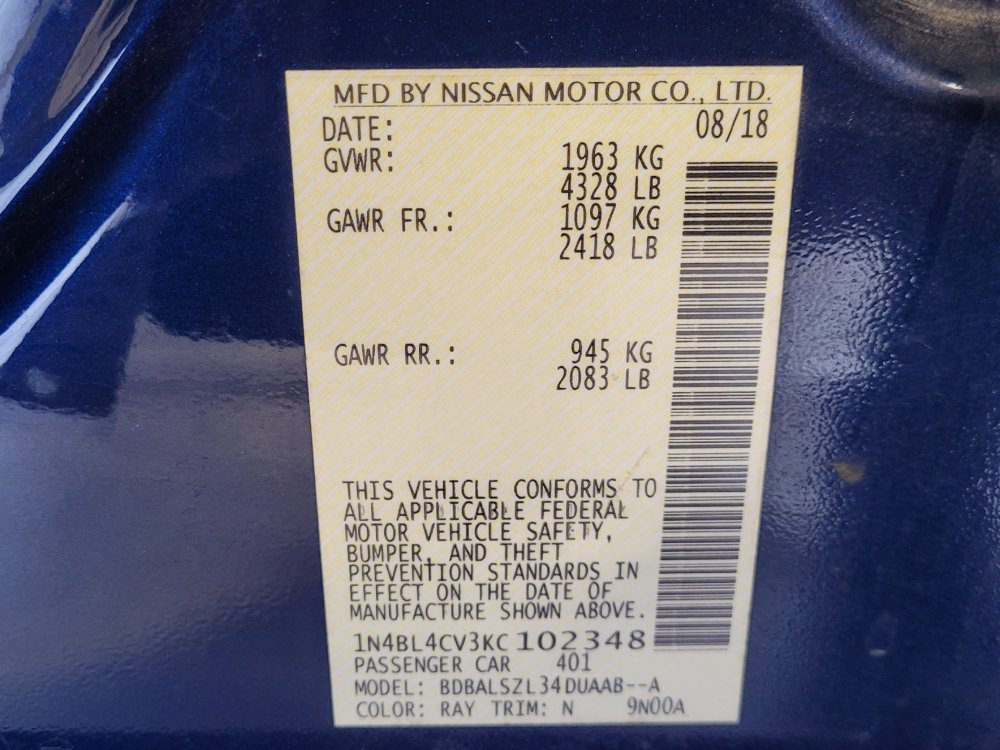 MFD BY NISSAN MOTOR CO., LTD.
DATE: 08/18
GVWR: 1963 KG
4328 LB
GAWR FR.: 1097 KG
2418 LB
GAWR RR.: 945 KG
2083 LB
THIS VEHICLE CONFORMS TO
ALL APPLICABLE FEDERAL
MOTOR VEHICLE SAFETY,
BUMPER, AND THEFT
PREVENTION STANDARDS IN
EFFECT ON THE DATE OF
MANUFACTURE SHOWN ABOVE.
1N4BL4CV3KC102348
PASSENGER CAR 401
MODEL: BDBALSZL34DUAAB--A
COLOR: RAY TRIM: N 9N00A